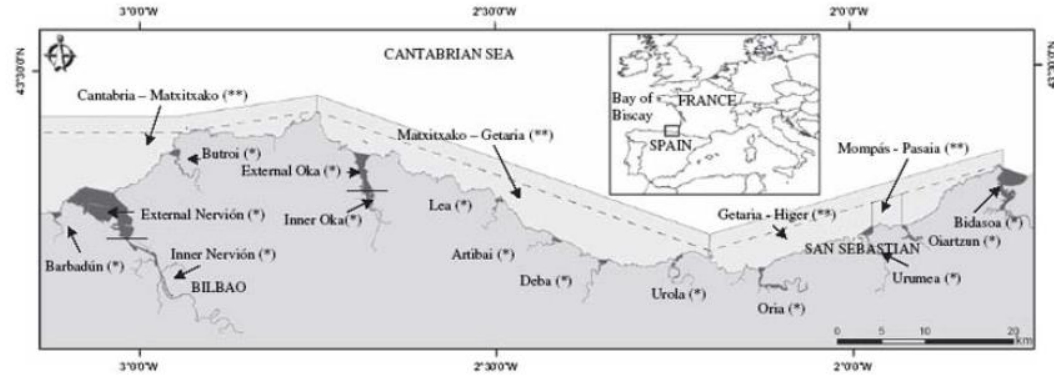 3°0'0"W
2°30'0"W
2°0'0"W
43°30'0"N
43°30'0"N
CANTABRIAN SEA
Cantabria – Matxitxako (**)
Bay of
Biscay
FRANCE
SPAIN
Matxitxako – Getaria (**)
Mompás - Pasaia (**)
Butroi (*)
External Oka (*)
External Nervión (*)
Inner Oka(*)
Lea (*)
Getaria - Higer (**)
Bidasoa (*)
Barbadún (*)
Inner Nervión (*)
Artibai (*)
SAN SEBASTIAN
Oiartzun (*)
BILBAO
Deba (*)
Urola (*)
Oria (*)
Urumea (*)
0
5
10
20
km
3°0'0"W
2°30'0"W
2°0'0"W